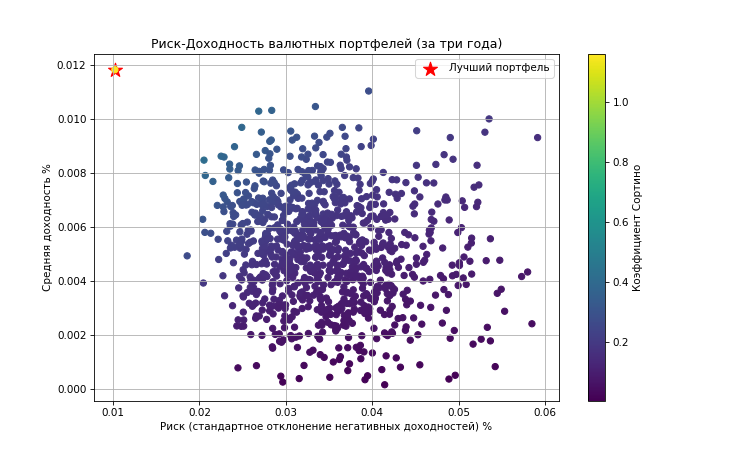 Риск-Доходность валютных портфелей (за три года)
Лучший портфель
0.012
0.010
0.008
0.006
0.004
0.002
0.000
Средняя доходность %
0.01 0.02 0.03 0.04 0.05 0.06
Риск (стандартное отклонение негативных доходностей) %
1.0
0.8
0.6
0.4
0.2
Коэффициент Сортино